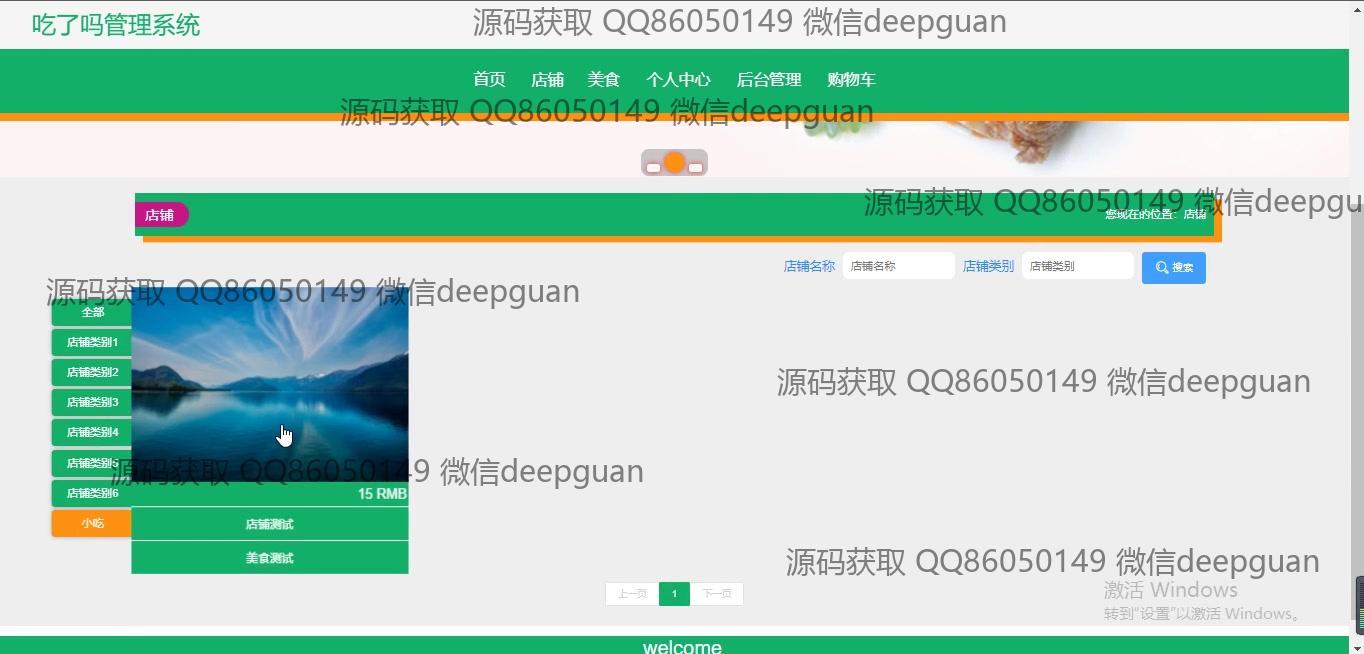 吃了吗管理系统
源码获取 QQ86050149 微信deepguan
首页 店铺 美食 个人中心 后台管理 购物车
源码获取 QQ86050149 微信deepguan
源码获取 QQ86050149 微信deepgu
店铺
您现在的位置：店铺
店铺名称 店铺名称 店铺类别 店铺类别 搜索
源码获取 QQ86050149 微信deepguan
全部
店铺类别1
店铺类别2
源码获取 QQ86050149 微信deepguan
店铺类别3
店铺类别4
店铺类别5
源码获取 QQ86050149 微信deepguan
店铺类别6
15 RMB
小吃
店铺测试
美食测试
源码获取 QQ86050149 微信deepguan
上一页 1 下一页
激活 Windows
转到"设置"以激活 Windows。
welcome